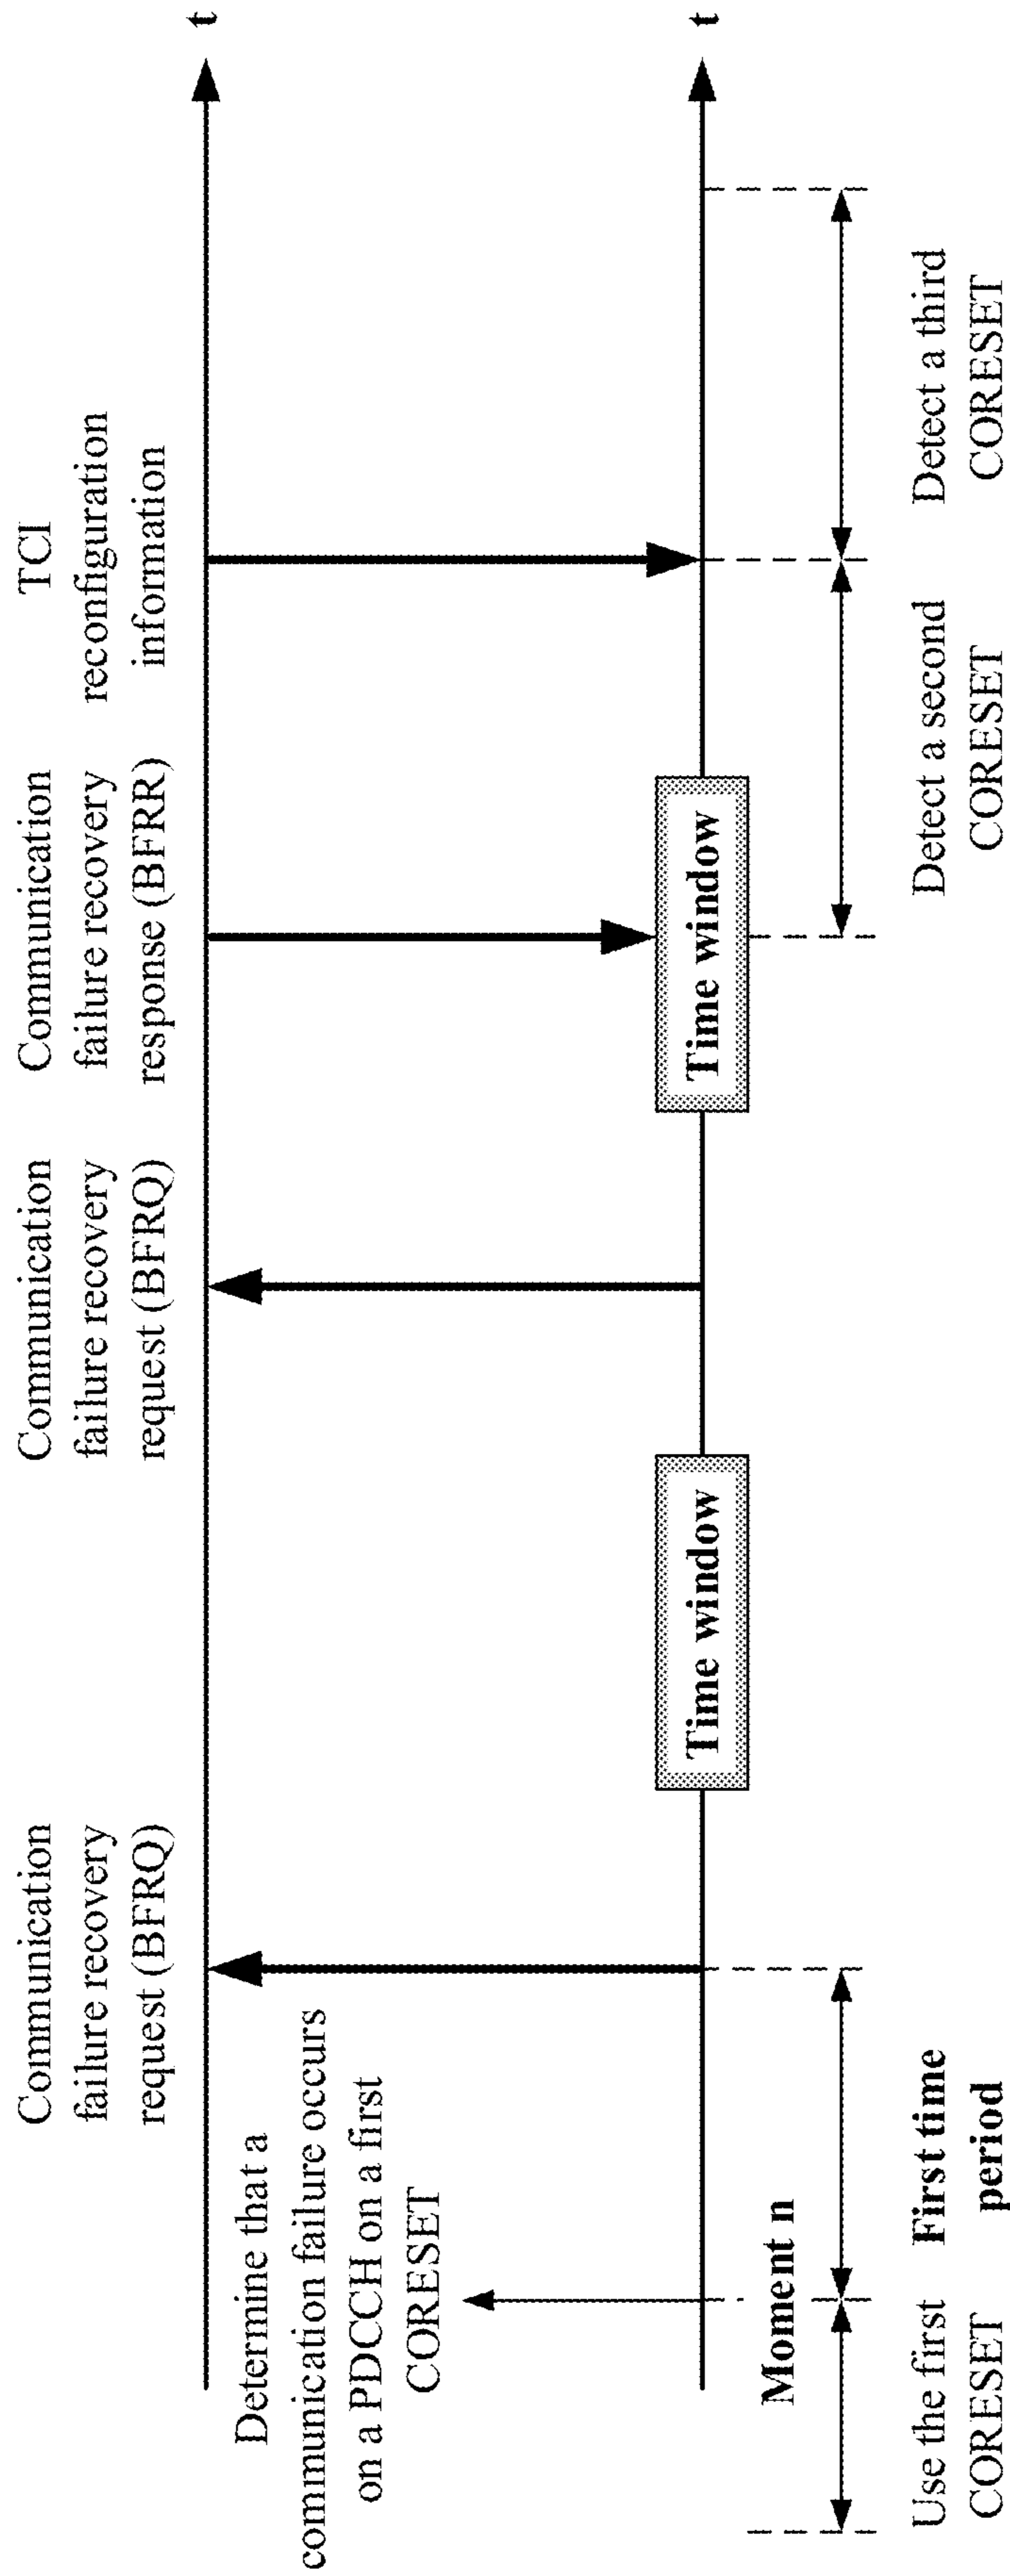 Communication
failure recovery
request (BFRQ)
Communication
failure recovery
request (BFRQ)
Communication
failure recovery
response (BFRR)
TCI
reconfiguration
information
t
Determine that a
communication failure occurs
on a PDCCH on a first
CORESET
Time window
Time window
t
Moment n
Use the first
CORESET
First time
period
Detect a second
CORESET
Detect a third
CORESET